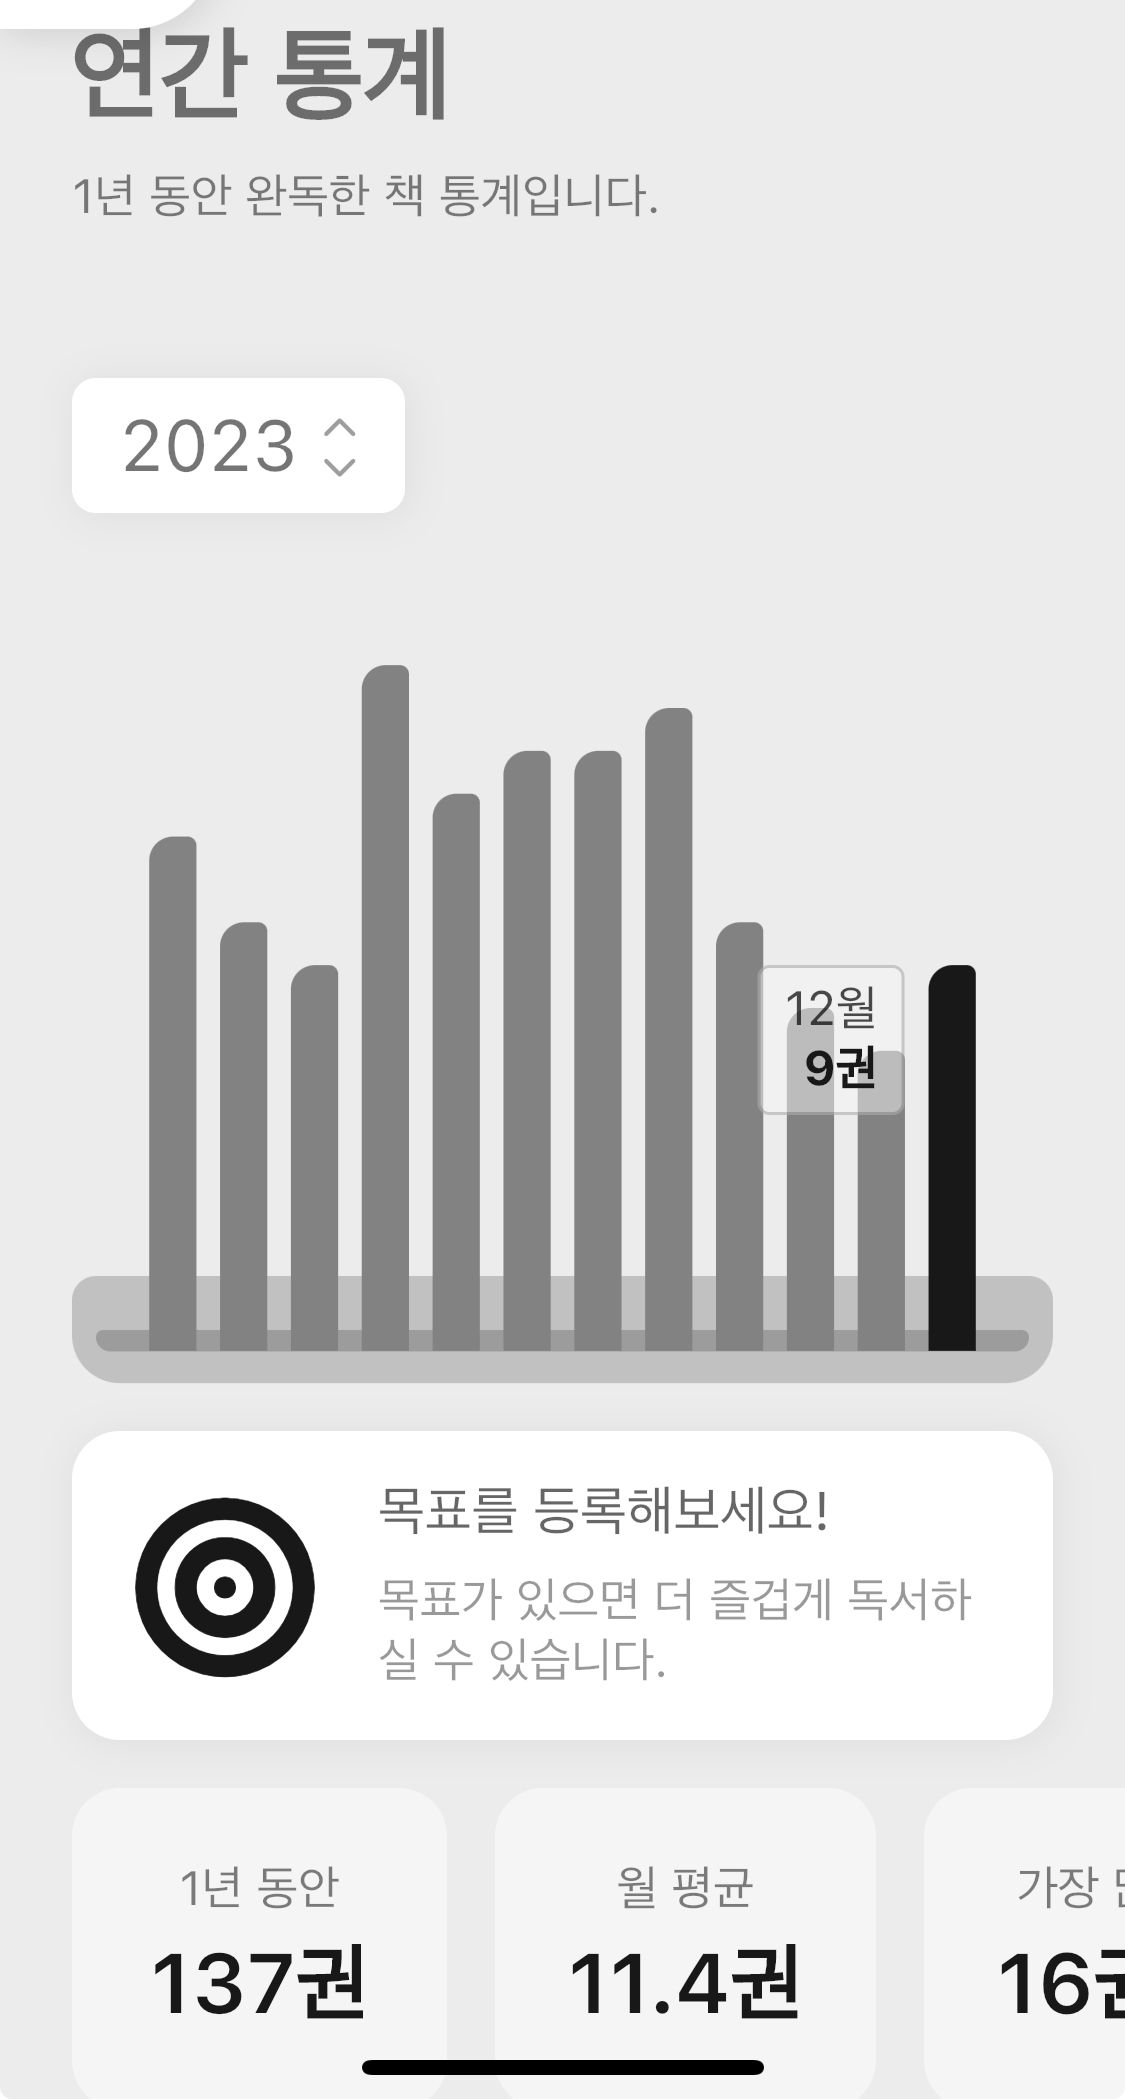 연간 통계
1년 동안 완독한 책 통계입니다.
2023
12월
9권
목표를 등록해보세요!
목표가 있으면 더 즐겁게 독서하
실 수 있습니다.
1년 동안
137권
월 평균
11.4권
가장
16권